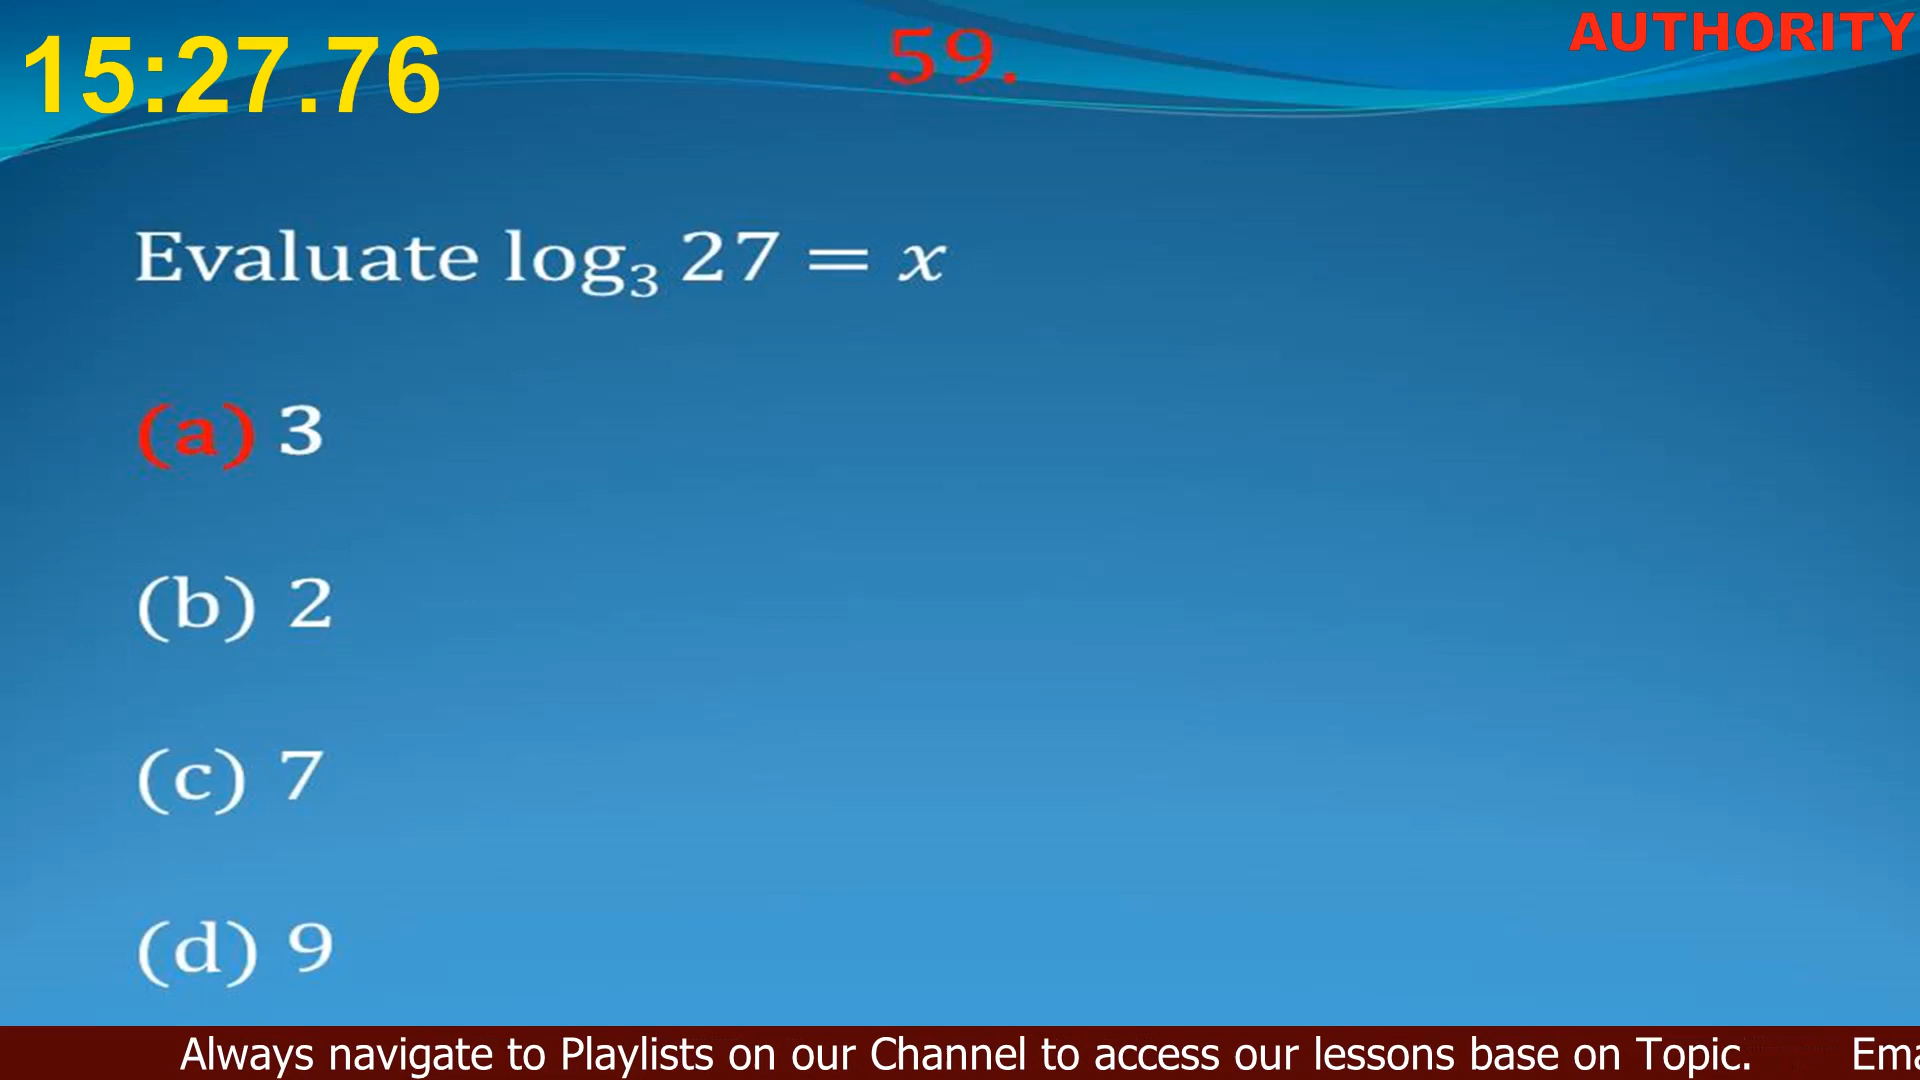 15:27.76
59.
AUTHORITY
Evaluate log₃ 27 = x
(a) 3
(b) 2
(c) 7
(d) 9
Always navigate to Playlists on our Channel to access our lessons base on Topic. Ema